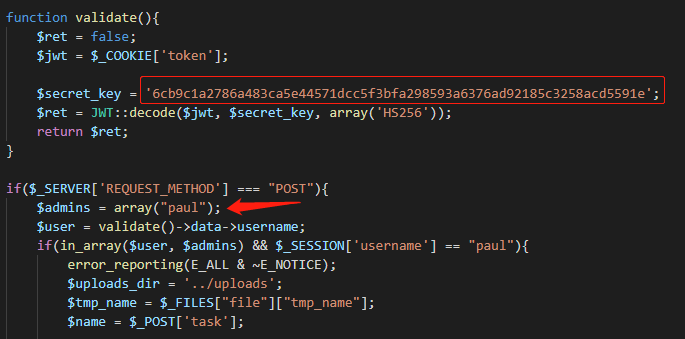 function validate(){
$ret = false;
$jwt = $_COOKIE['token'];
$secret_key = '6cb9c1a2786a483ca5e44571dcc5f3bfa298593a6376ad92185c3258acd5591e';
$ret = JWT::decode($jwt, $secret_key, array('HS256'));
return $ret;
}
if($_SERVER['REQUEST_METHOD'] === "POST"){
$admins = array("paul");
$user = validate()->data->username;
if(in_array($user, $admins) && $_SESSION['username'] == "paul"){
error_reporting(E_ALL & ~E_NOTICE);
$uploads_dir = '../uploads';
$tmp_name = $_FILES["file"]["tmp_name"];
$name = $_POST['task'];